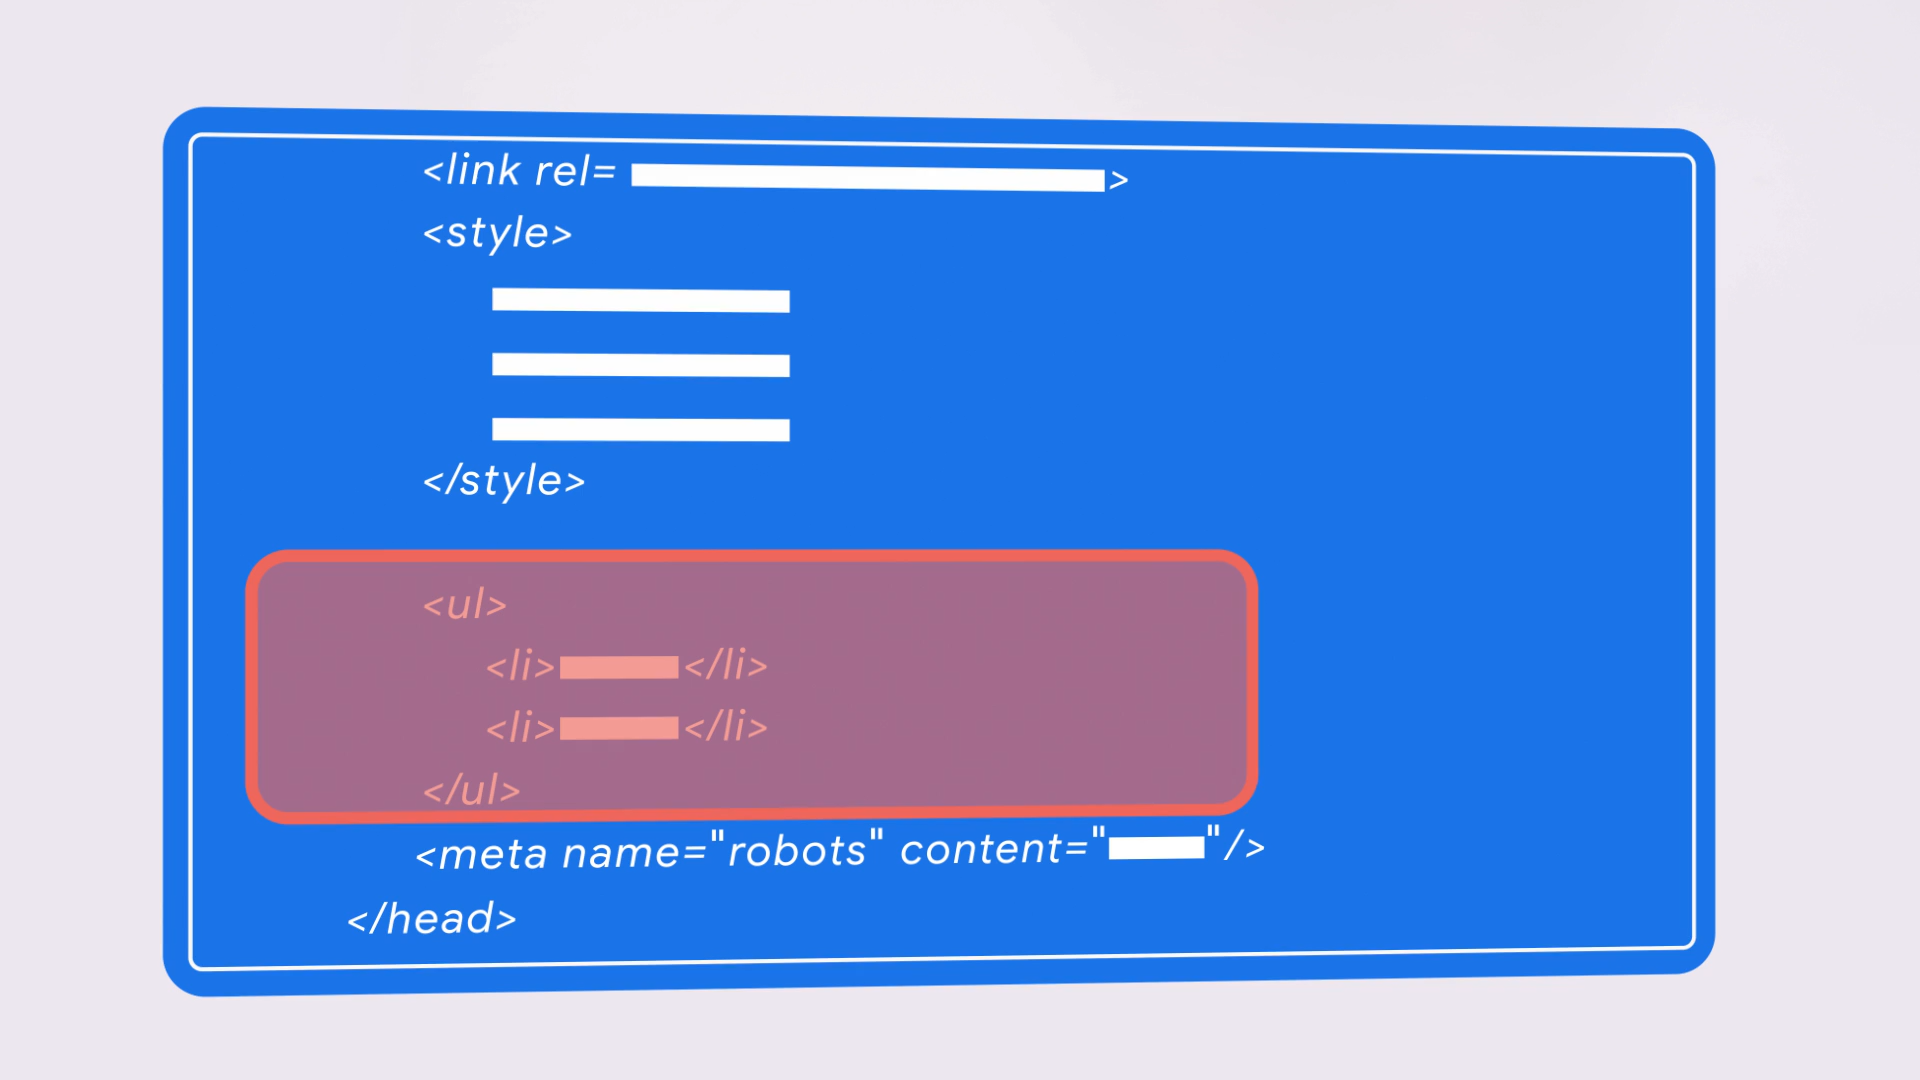 <link rel= >
<style>
</style>
<ul>
<li></li>
<li></li>
</ul>
<meta name="robots" content=""/>
</head>